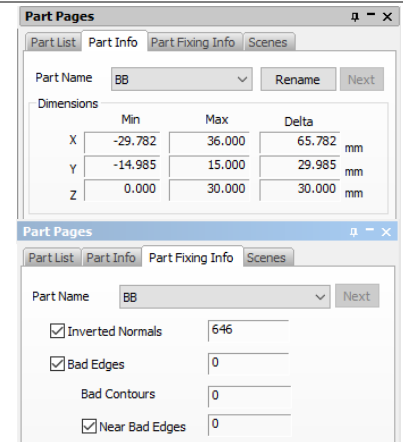 Part Pages
Part List Part Info Part Fixing Info Scenes
Part Name BB Rename Next
Dimensions
Min Max Delta
X -29.782 36.000 65.782 mm
Y -14.985 15.000 29.985 mm
Z 0.000 30.000 30.000 mm
Part Pages
Part List Part Info Part Fixing Info Scenes
Part Name BB Next
Inverted Normals 646
Bad Edges 0
Bad Contours 0
Near Bad Edges 0